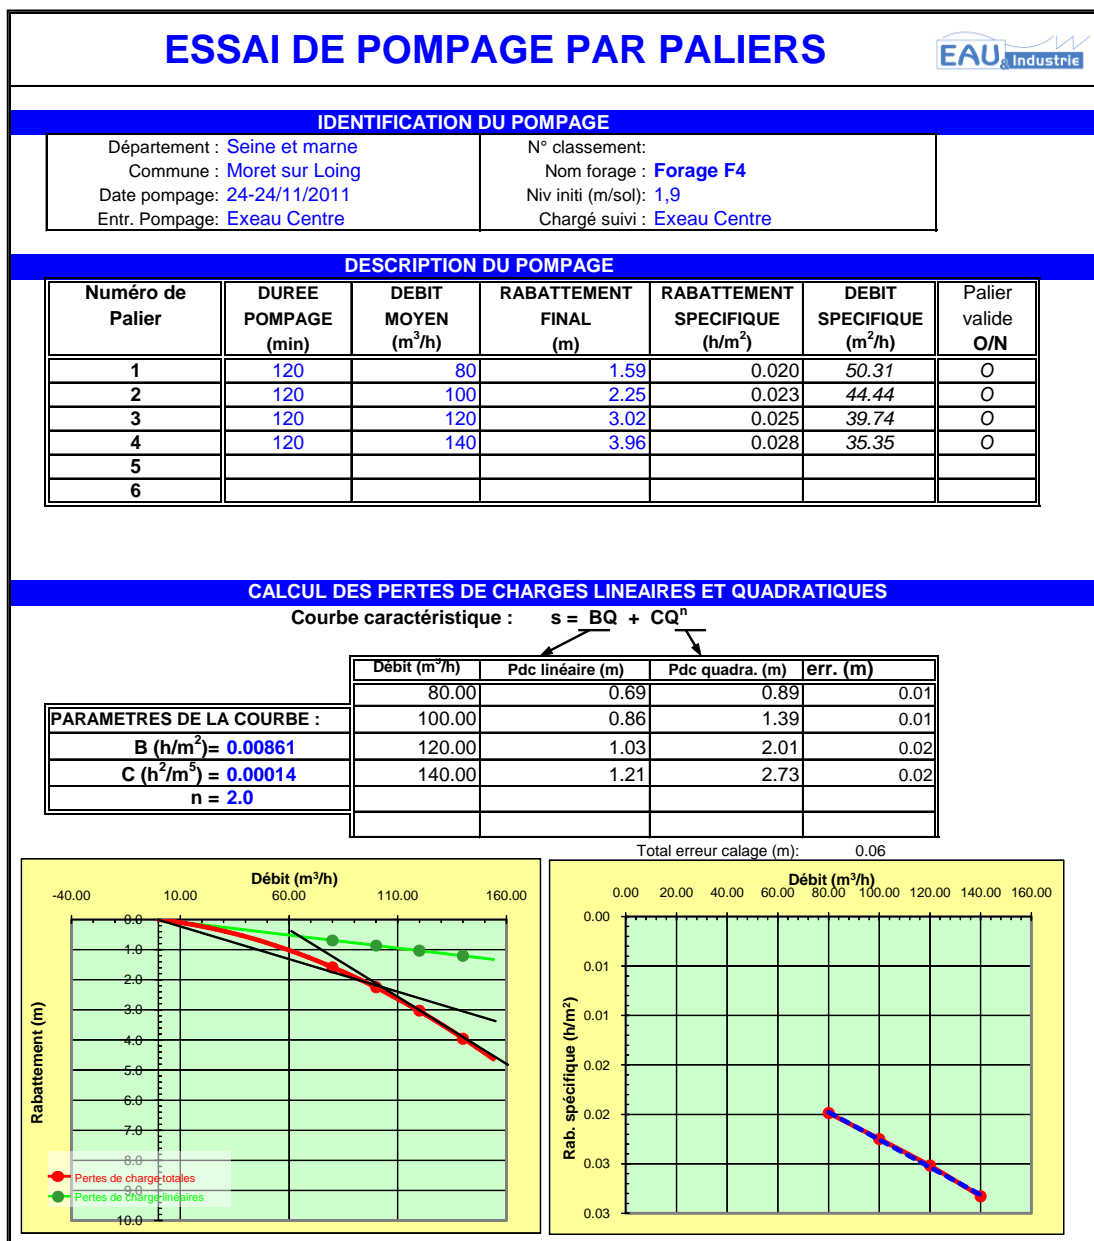 ESSAI DE POMPAGE PAR PALIERS
EAU & Industrie
IDENTIFICATION DU POMPAGE
Département : Seine et marne N° classement:
Commune : Moret sur Loing Nom forage : Forage F4
Date pompage: 24-24/11/2011 Niv initi (m/sol): 1,9
Entr. Pompage: Exeau Centre Chargé suivi : Exeau Centre
DESCRIPTION DU POMPAGE
Numéro de DUREE DEBIT RABATTEMENT RABATTEMENT DEBIT Palier
Palier POMPAGE MOYEN FINAL SPECIFIQUE SPECIFIQUE valide
(min) (m³/h) (m) (h/m²) (m²/h) O/N
1 120 80 1.59 0.020 50.31 O
2 120 100 2.25 0.023 44.44 O
3 120 120 3.02 0.025 39.74 O
4 120 140 3.96 0.028 35.35 O
5
6
CALCUL DES PERTES DE CHARGES LINEAIRES ET QUADRATIQUES
Courbe caractéristique : s = BQ + CQⁿ
Débit (m³/h) Pdc linéaire (m) Pdc quadra. (m) err. (m)
80.00 0.69 0.89 0.01
PARAMETRES DE LA COURBE : 100.00 0.86 1.39 0.01
B (h/m²)= 0.00861 120.00 1.03 2.01 0.02
C (h²/m⁵) = 0.00014 140.00 1.21 2.73 0.02
n = 2.0
Total erreur calage (m): 0.06
Débit (m³/h)
-40.00 10.00 60.00 110.00 160.00
0.0
1.0
2.0
3.0
4.0
5.0
6.0
7.0
8.0
9.0
10.0
Rabattement (m)
Pertes de charge totales
Pertes de charge linéaires
Débit (m³/h)
0.00 20.00 40.00 60.00 80.00 100.00 120.00 140.00 160.00
0.00
0.01
0.01
0.02
0.02
0.03
0.03
Rab. spécifique (h/m²)